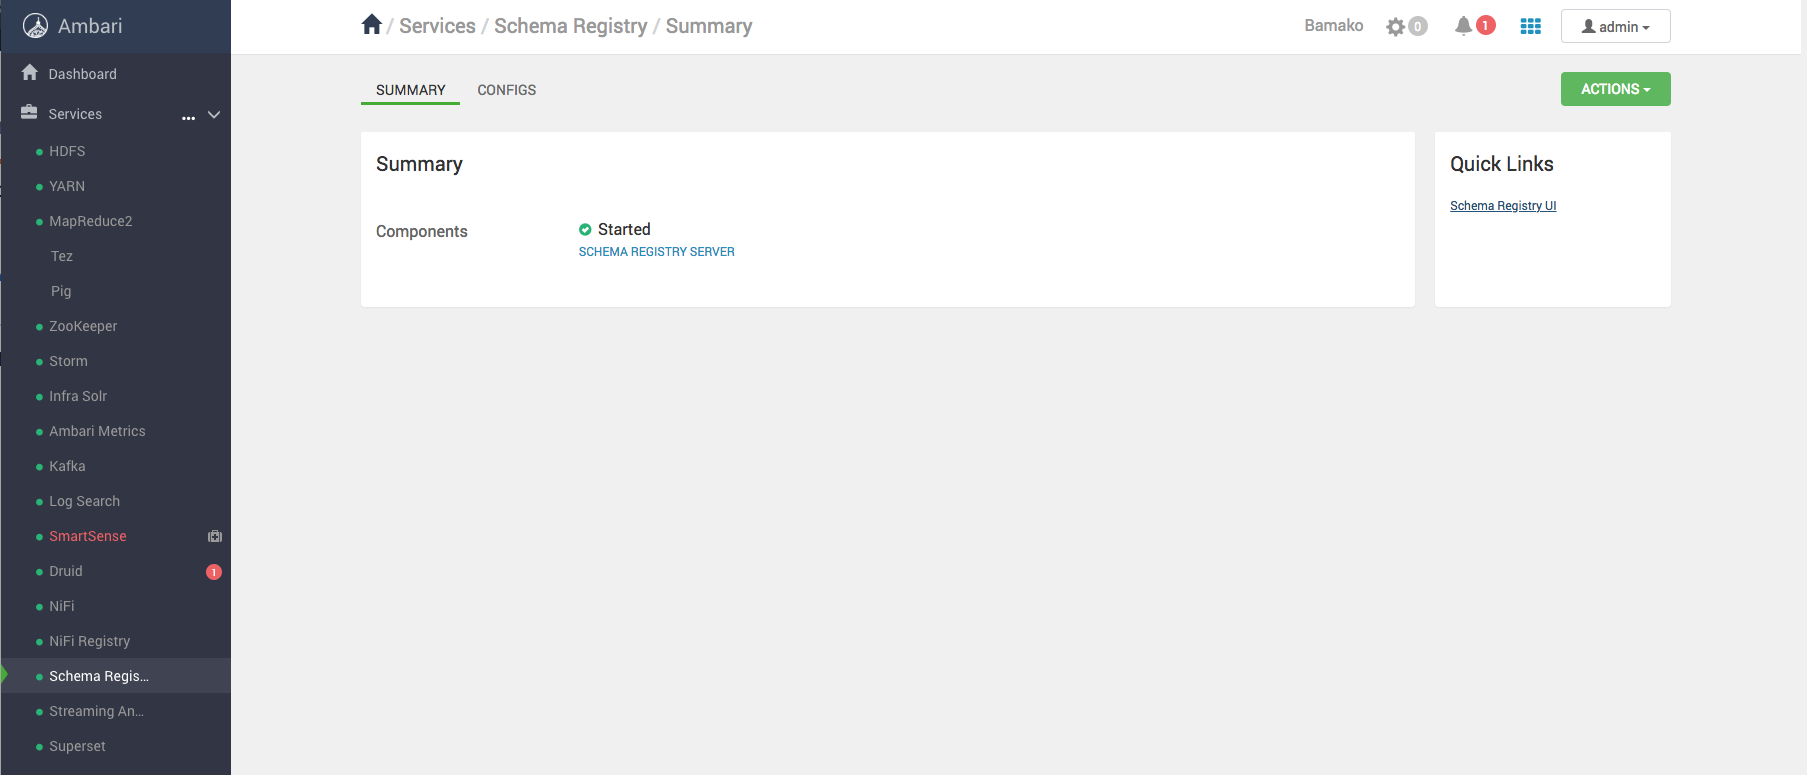 Ambari
Dashboard
Services
...
HDFS
YARN
MapReduce2
Tez
Pig
ZooKeeper
Storm
Infra Solr
Ambari Metrics
Kafka
Log Search
SmartSense
Druid
1
NiFi
NiFi Registry
Schema Regis...
Streaming An...
Superset
/ Services / Schema Registry / Summary
Bamako
0
1
admin
SUMMARY
CONFIGS
ACTIONS
Summary
Components
Started
SCHEMA REGISTRY SERVER
Quick Links
Schema Registry UI